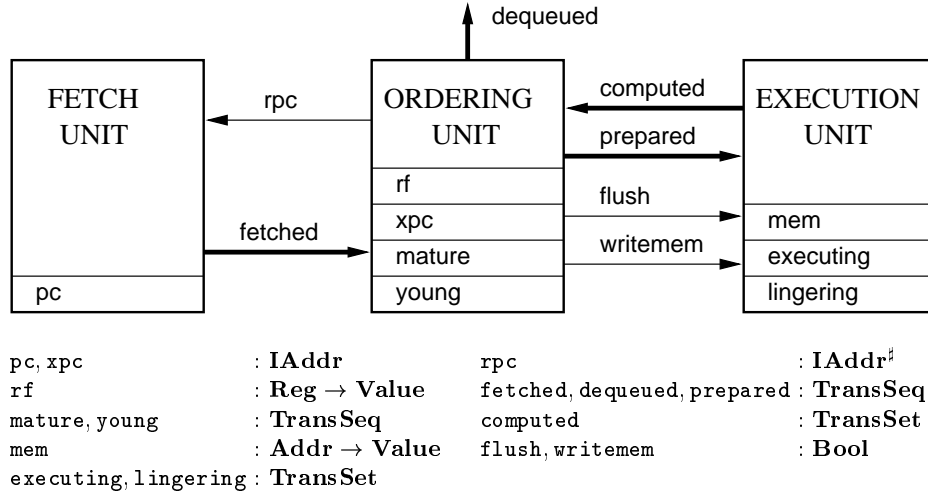 dequeued
FETCH
UNIT
pc
rpc
fetched
ORDERING
UNIT
rf
xpc
mature
young
computed
prepared
flush
writemem
EXECUTION
UNIT
mem
executing
lingering
pc, xpc : IAddr
rf : Reg → Value
mature, young : TransSeq
mem : Addr → Value
executing, lingering : TransSet
rpc : IAddr♯
fetched, dequeued, prepared : TransSeq
computed : TransSet
flush, writemem : Bool